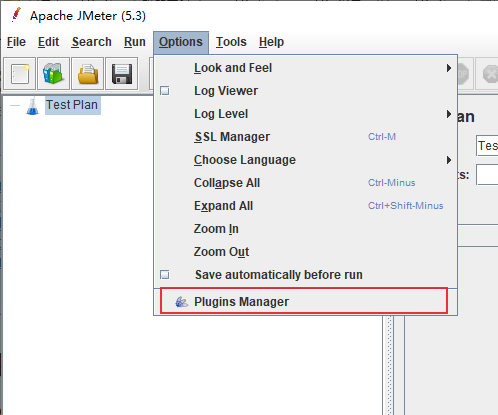 Apache JMeter (5.3)
File Edit Search Run Options Tools Help
Look and Feel
Log Viewer
Log Level
SSL Manager Ctrl-M
Choose Language
Collapse All Ctrl-Minus
Expand All Ctrl+Shift-Minus
Zoom In
Zoom Out
Save automatically before run
Plugins Manager
Test Plan
an
Tes
ts: